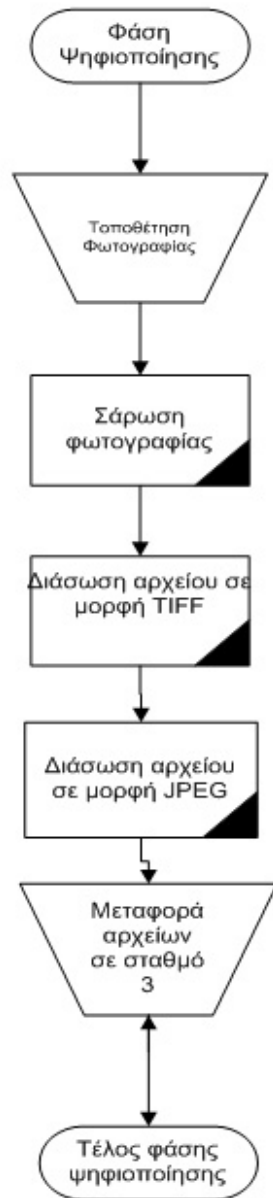 Φάση
Ψηφιοποίησης
Τοποθέτηση
Φωτογραφίας
Σάρωση
φωτογραφίας
Διάσωση αρχείου σε
μορφή TIFF
Διάσωση αρχείου
σε μορφή JPEG
Μεταφορά
αρχείων
σε σταθμό
3
Τέλος φάσης
ψηφιοποίησης